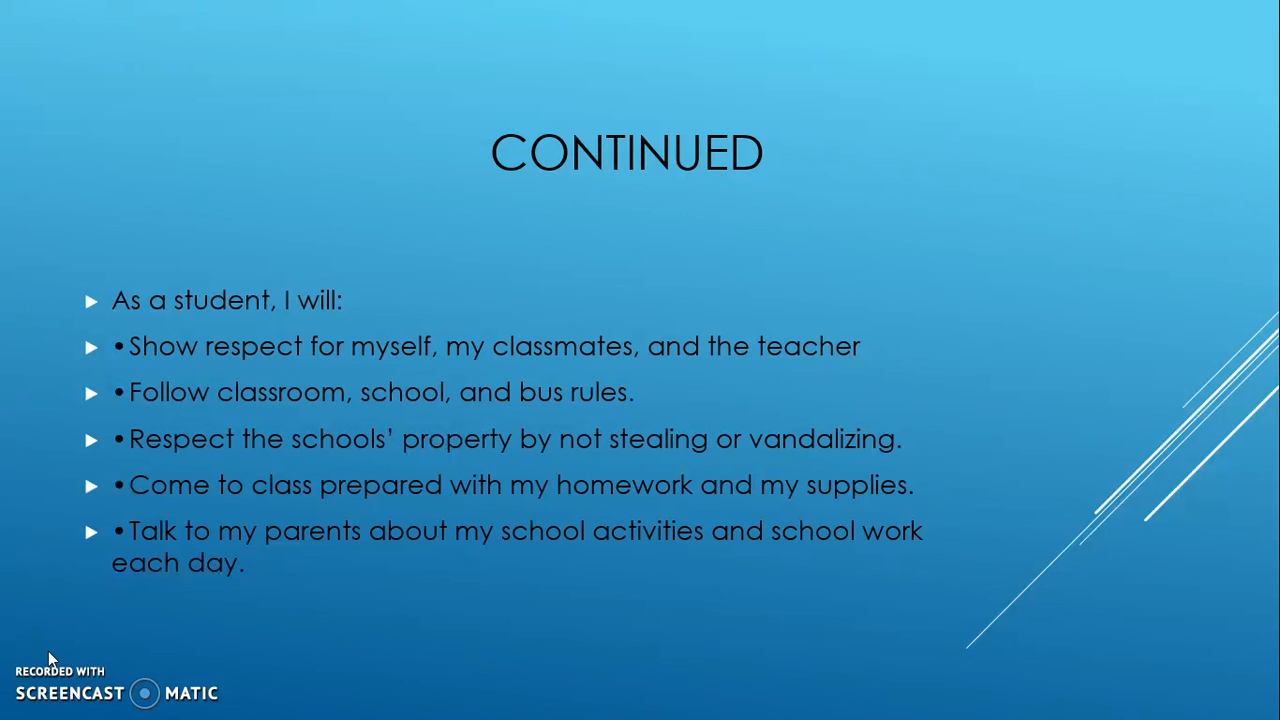 CONTINUED
As a student, I will:
•Show respect for myself, my classmates, and the teacher
•Follow classroom, school, and bus rules.
•Respect the schools’ property by not stealing or vandalizing.
•Come to class prepared with my homework and my supplies.
•Talk to my parents about my school activities and school work
each day.
RECORDED WITH
SCREENCAST MATIC